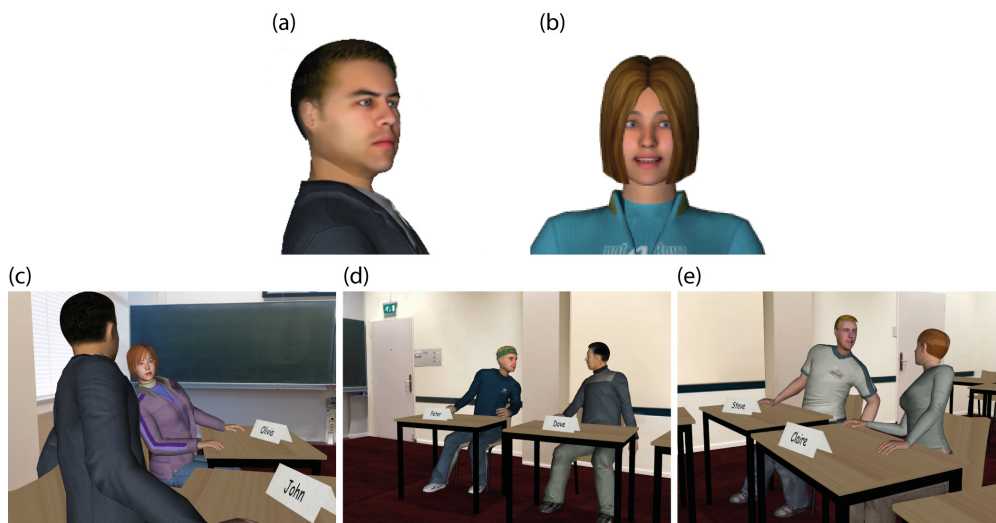 (a)
(b)
(c)
(d)
(e)
Olivia
John
Peter
Dave
Steve
Claire